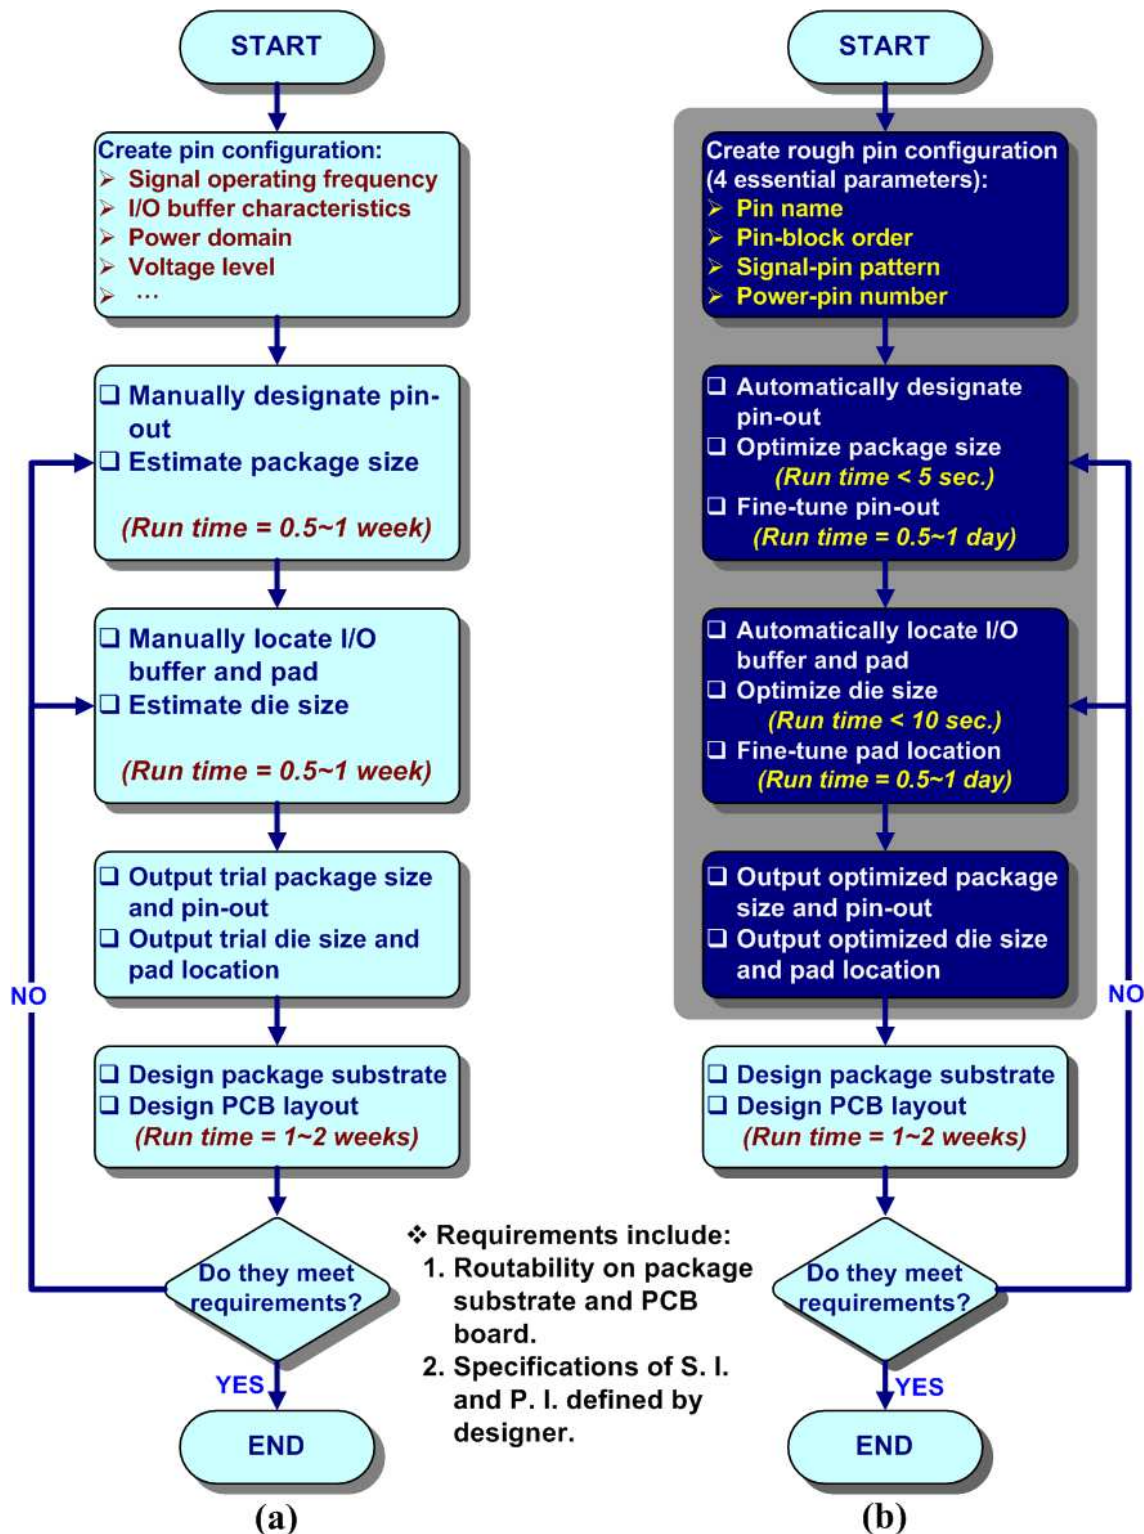 START
Create pin configuration:
➢ Signal operating frequency
➢ I/O buffer characteristics
➢ Power domain
➢ Voltage level
➢ ...
❑ Manually designate pin-
out
❑ Estimate package size
(Run time = 0.5~1 week)
❑ Manually locate I/O
buffer and pad
❑ Estimate die size
(Run time = 0.5~1 week)
❑ Output trial package size
and pin-out
❑ Output trial die size and
pad location
NO
❑ Design package substrate
❑ Design PCB layout
(Run time = 1~2 weeks)
Do they meet
requirements?
YES
END
(a)
❖ Requirements include:
1. Routability on package
substrate and PCB
board.
2. Specifications of S. I.
and P. I. defined by
designer.
START
Create rough pin configuration
(4 essential parameters):
➢ Pin name
➢ Pin-block order
➢ Signal-pin pattern
➢ Power-pin number
❑ Automatically designate
pin-out
❑ Optimize package size
(Run time < 5 sec.)
❑ Fine-tune pin-out
(Run time = 0.5~1 day)
❑ Automatically locate I/O
buffer and pad
❑ Optimize die size
(Run time < 10 sec.)
❑ Fine-tune pad location
(Run time = 0.5~1 day)
❑ Output optimized package
size and pin-out
❑ Output optimized die size
and pad location
NO
❑ Design package substrate
❑ Design PCB layout
(Run time = 1~2 weeks)
Do they meet
requirements?
YES
END
(b)